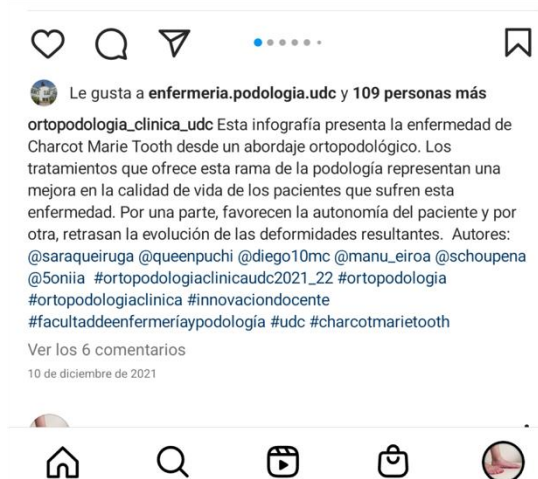 Le gusta a enfermeria.podologia.udc y 109 personas más
ortopodologia_clinica_udc Esta infografía presenta la enfermedad de
Charcot Marie Tooth desde un abordaje ortopodológico. Los
tratamientos que ofrece esta rama de la podología representan una
mejora en la calidad de vida de los pacientes que sufren esta
enfermedad. Por una parte, favorecen la autonomía del paciente y por
otra, retrasan la evolución de las deformidades resultantes. Autores:
@saraqueiruga @queenpuchi @diego10mc @manu_eiroa @schoupena
@5oniia #ortopodologiaclinicaudc2021_22 #ortopodologia
#ortopodologiaclinica #innovaciondocente
#facultaddeenfermeríaypodología #udc #charcotmarietooth
Ver los 6 comentarios
10 de diciembre de 2021